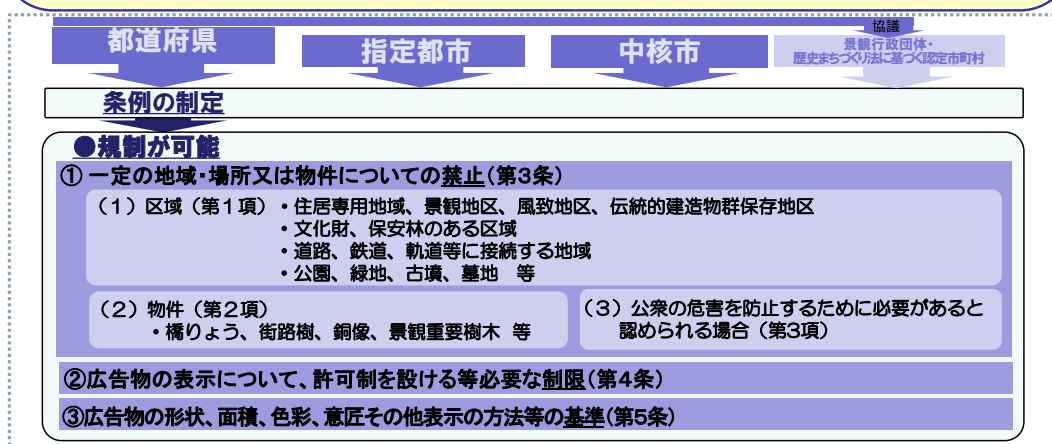 協議
都道府県
指定都市
中核市
景観行政団体・
歴史まちづくり法に基づく認定市町村
条例の制定
●規制が可能
① 一定の地域・場所又は物件についての禁止(第3条)
(1)区域(第1項)・住居専用地域、景観地区、風致地区、伝統的建造物群保存地区
・文化財、保安林のある区域
・道路、鉄道、軌道等に接続する地域
・公園、緑地、古墳、墓地 等
(2)物件(第2項)
・橋りょう、街路樹、銅像、景観重要樹木 等
(3)公衆の危害を防止するために必要があると
認められる場合(第3項)
②広告物の表示について、許可制を設ける等必要な制限(第4条)
③広告物の形状、面積、色彩、意匠その他表示の方法等の基準(第5条)